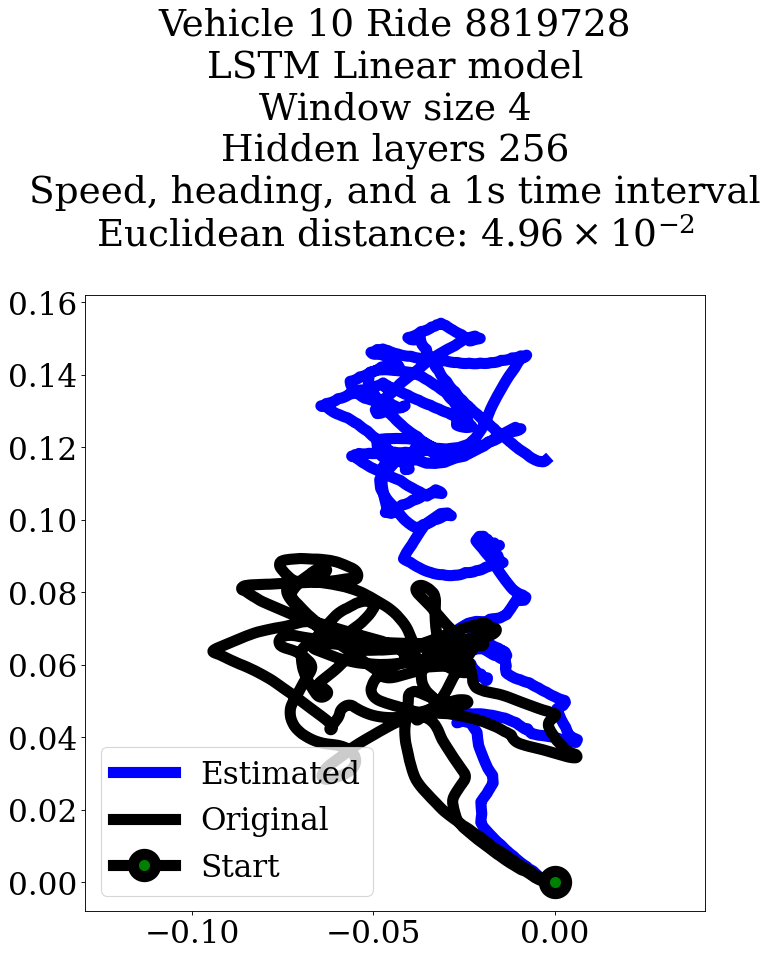 Vehicle 10 Ride 8819728
LSTM Linear model
Window size 4
Hidden layers 256
Speed, heading, and a 1s time interval
Euclidean distance: 4.96 × 10⁻²
0.16
0.14
0.12
0.10
0.08
0.06
0.04
0.02
0.00
Estimated
Original
Start
−0.10 −0.05 0.00